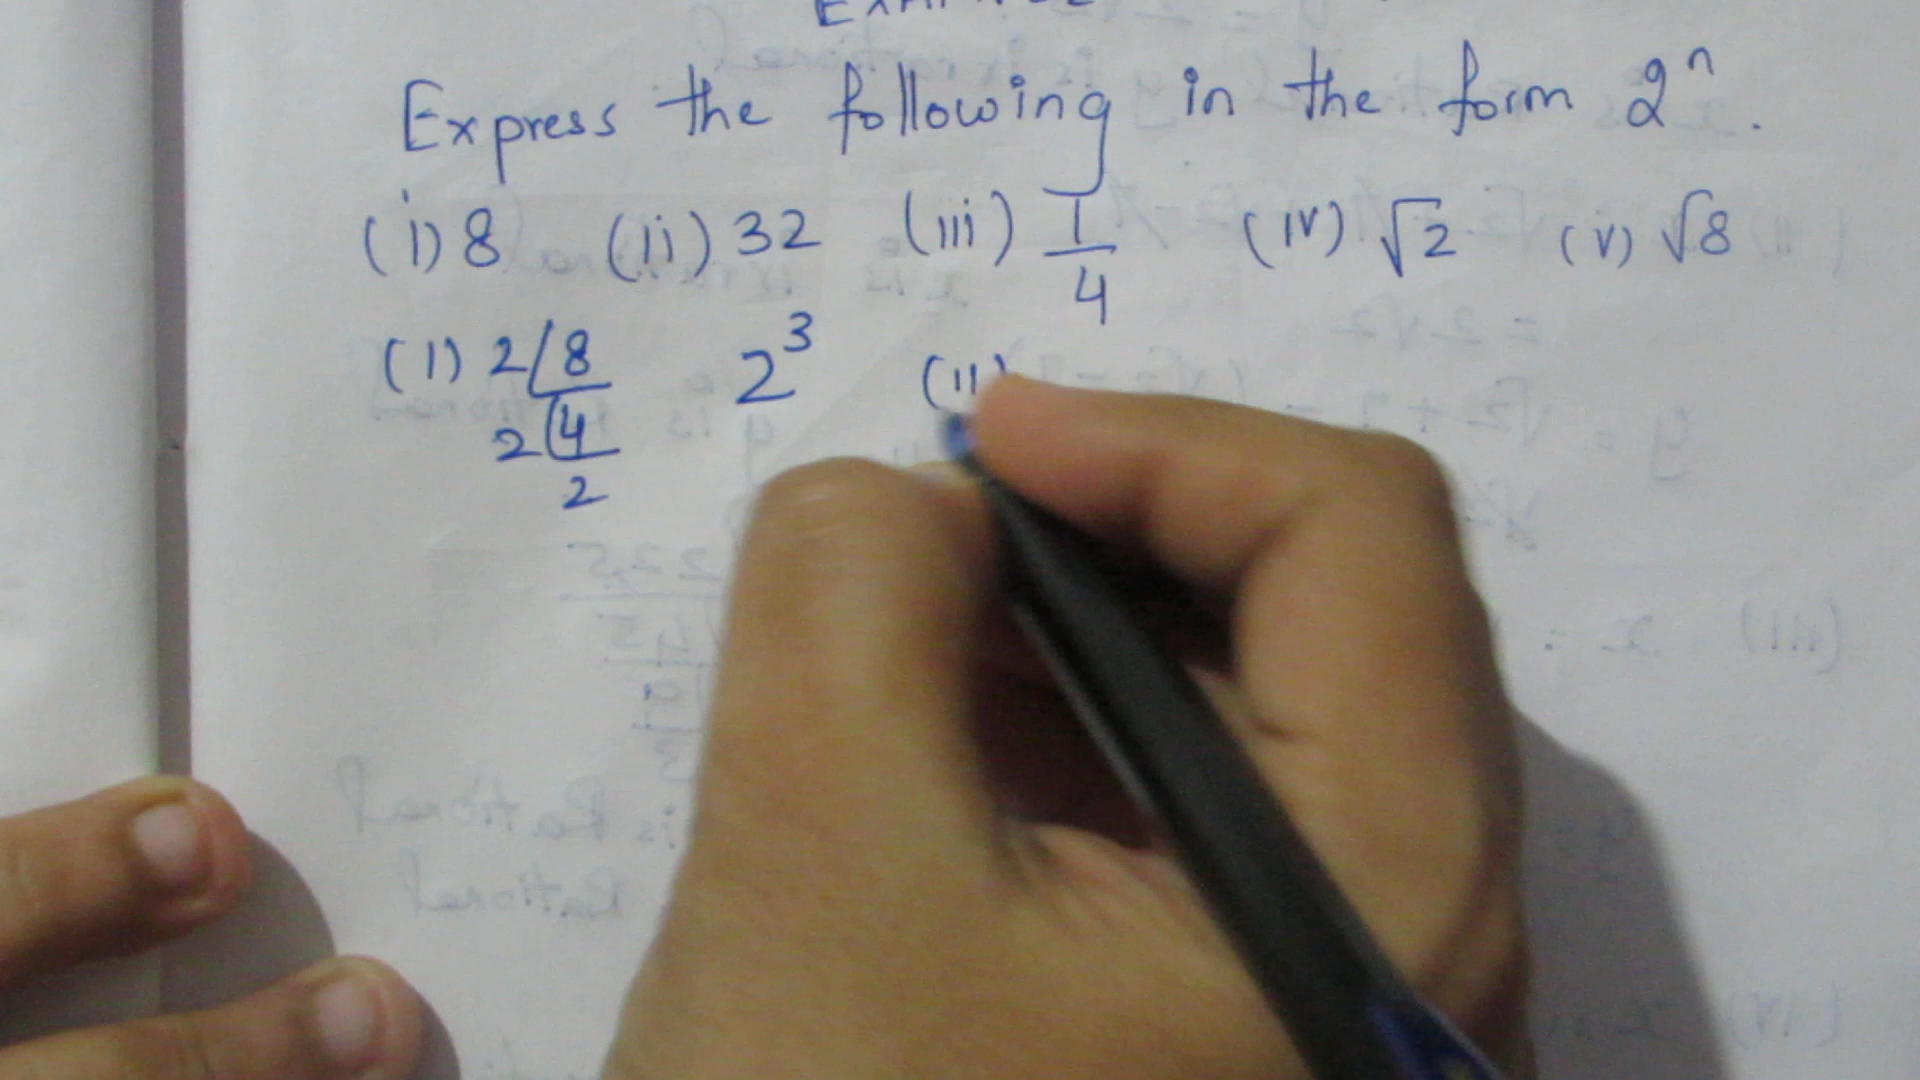 Express the following in the form 2ⁿ.
(i) 8 (ii) 32 (iii) 1/4 (iv) √2 (v) √8
(i) 2/8 2³ (ii)
2(4
2